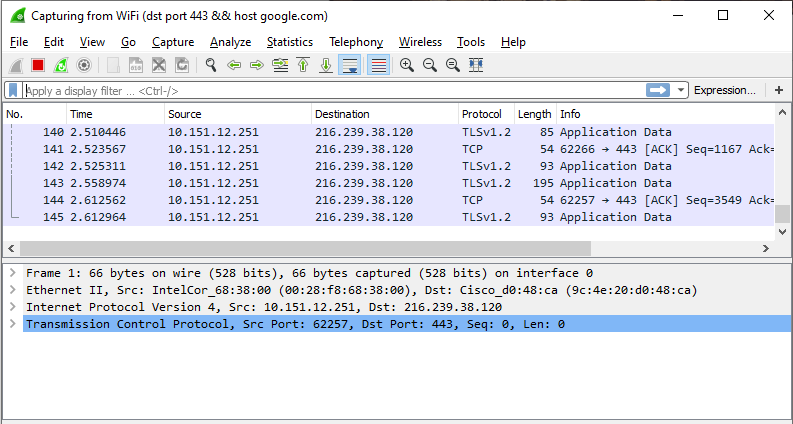 Capturing from WiFi (dst port 443 && host google.com)
File Edit View Go Capture Analyze Statistics Telephony Wireless Tools Help
Apply a display filter ... <Ctrl-/> Expression... +
No. Time Source Destination Protocol Length Info
140 2.510446 10.151.12.251 216.239.38.120 TLSv1.2 85 Application Data
141 2.523567 10.151.12.251 216.239.38.120 TCP 54 62266 → 443 [ACK] Seq=1167 Ack=
142 2.525311 10.151.12.251 216.239.38.120 TLSv1.2 93 Application Data
143 2.558974 10.151.12.251 216.239.38.120 TLSv1.2 195 Application Data
144 2.612562 10.151.12.251 216.239.38.120 TCP 54 62257 → 443 [ACK] Seq=3549 Ack=
145 2.612964 10.151.12.251 216.239.38.120 TLSv1.2 93 Application Data
Frame 1: 66 bytes on wire (528 bits), 66 bytes captured (528 bits) on interface 0
Ethernet II, Src: IntelCor_68:38:00 (00:28:f8:68:38:00), Dst: Cisco_d0:48:ca (9c:4e:20:d0:48:ca)
Internet Protocol Version 4, Src: 10.151.12.251, Dst: 216.239.38.120
Transmission Control Protocol, Src Port: 62257, Dst Port: 443, Seq: 0, Len: 0